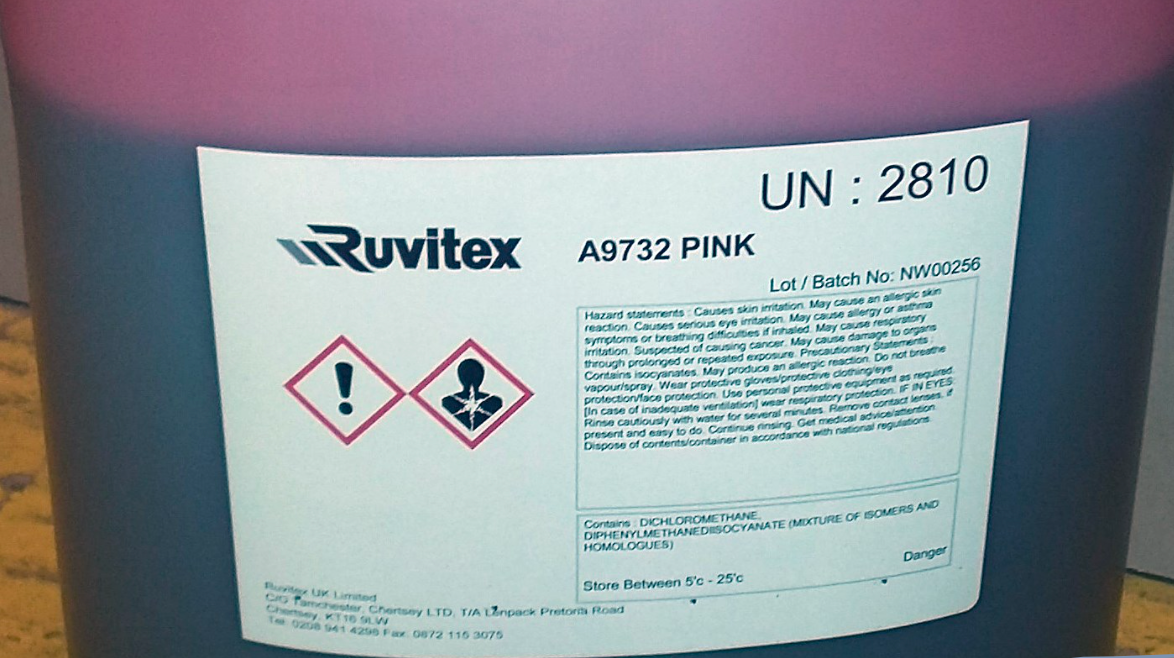 UN : 2810
Ruvitex
A9732 PINK
Lot / Batch No: NW00256
Hazard statements : Causes skin irritation. May cause an allergic skin
reaction. Causes serious eye irritation. May cause allergy or asthma
symptoms or breathing difficulties if inhaled. May cause respiratory
irritation. Suspected of causing cancer. May cause damage to organs
through prolonged or repeated exposure. Precautionary Statements :
Contains isocyanates. May produce an allergic reaction. Do not breathe
vapour/spray. Wear protective gloves/protective clothing/eye
protection/face protection. Use personal protective equipment as required.
[In case of inadequate ventilation] wear respiratory protection. IF IN EYES:
Rinse cautiously with water for several minutes. Remove contact lenses, if
present and easy to do. Continue rinsing. Get medical advice/attention.
Dispose of contents/container in accordance with national regulations.
Contains : DICHLOROMETHANE,
DIPHENYLMETHANEDIISOCYANATE (MIXTURE OF ISOMERS AND
HOMOLOGUES)
Danger
Store Between 5'c - 25'c
Ruvitex UK Limited
C/O Tamchester, Chertsey LTD, T/A Lenpack Pretoria Road
Chertsey, KT16 9LW
Tel: 0208 941 4296 Fax: 0872 115 3075